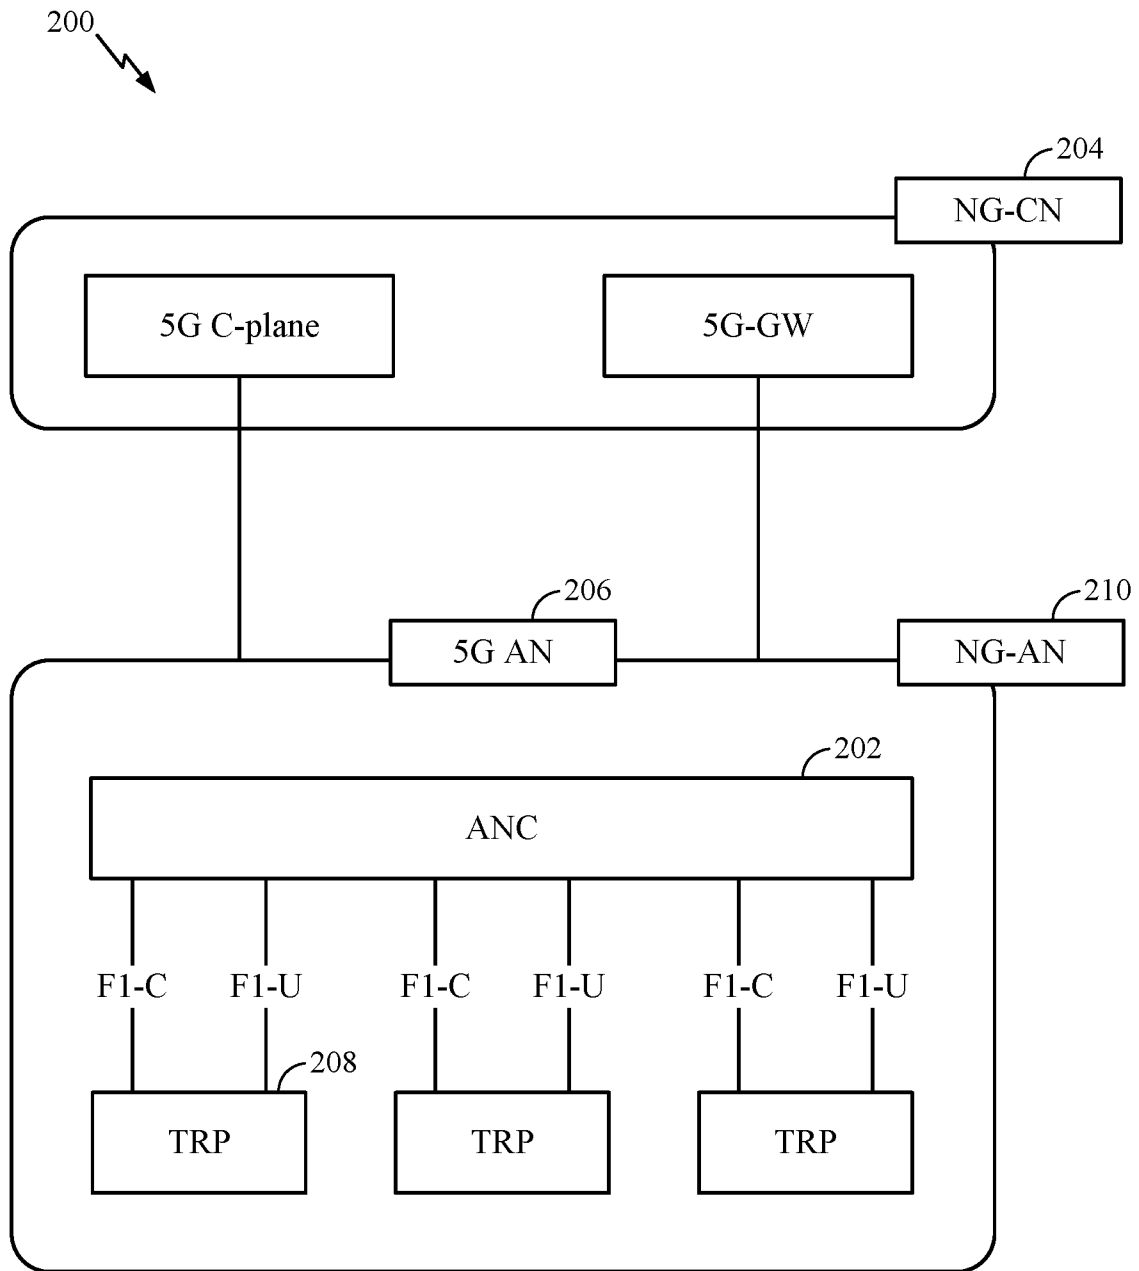 200
204
NG-CN
5G C-plane
5G-GW
206
210
5G AN
NG-AN
202
ANC
F1-C
F1-U
F1-C
F1-U
F1-C
F1-U
208
TRP
TRP
TRP